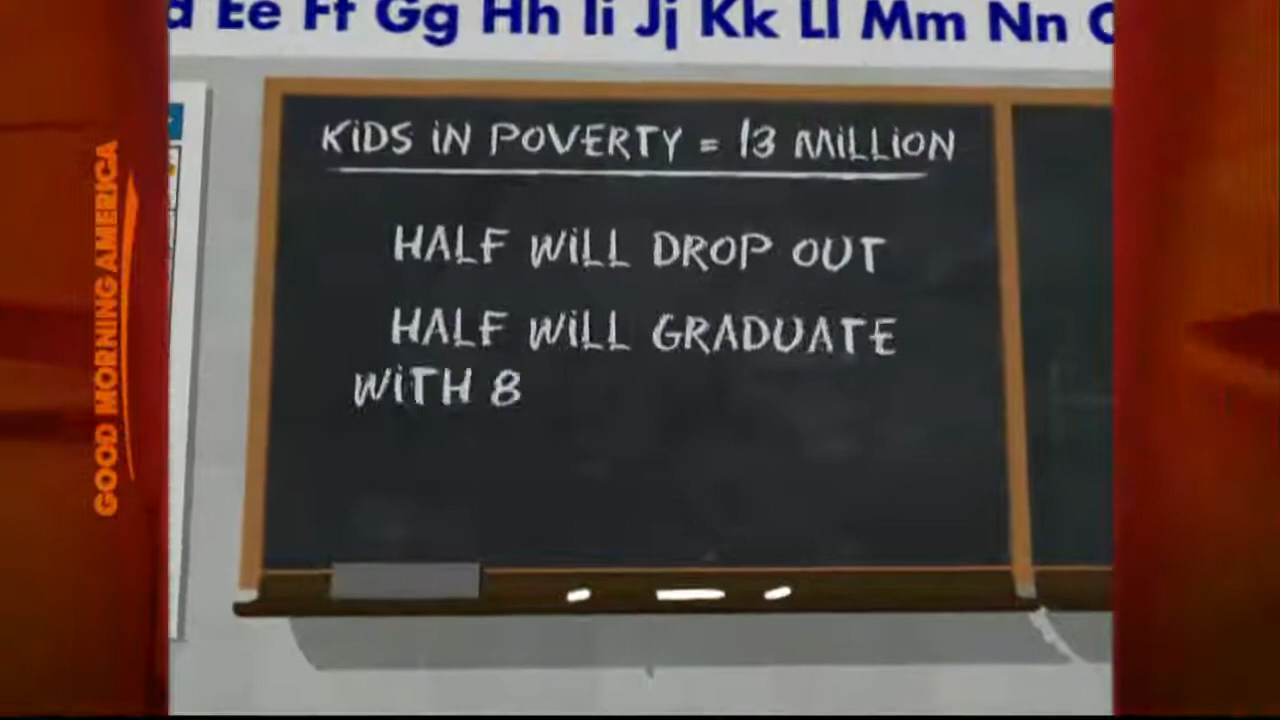 Ee Ff Gg Hh Ii Jj Kk Ll Mm Nn
KiDS iN POVERTY = 13 MiLLiON
HALF WiLL DROP OUT
HALF WiLL GRADUATE
WiTH 8
GOOD MORNING AMERICA